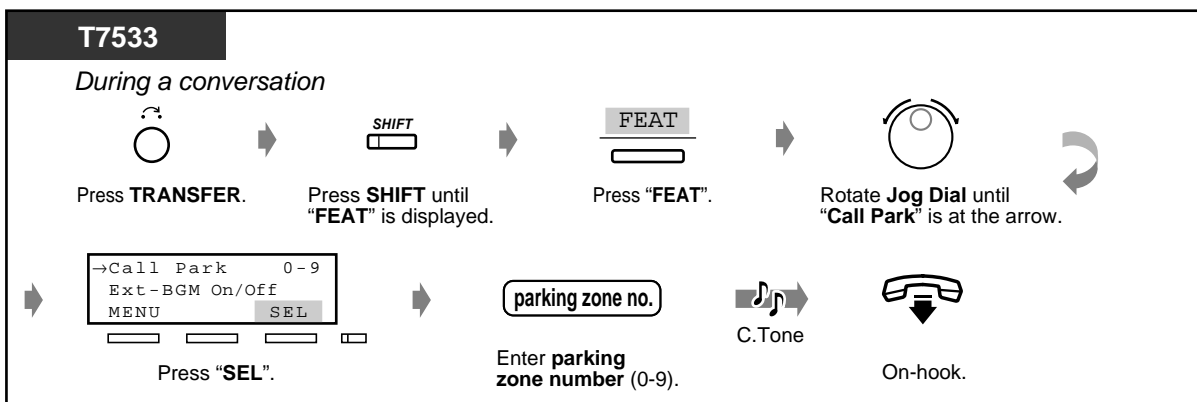 T7533
During a conversation
SHIFT
FEAT
Press TRANSFER.
Press SHIFT until
“FEAT” is displayed.
Press “FEAT”.
Rotate Jog Dial until
“Call Park” is at the arrow.
→Call Park 0-9
Ext-BGM On/Off
MENU SEL
Press “SEL”.
parking zone no.
Enter parking
zone number (0-9).
C.Tone
On-hook.